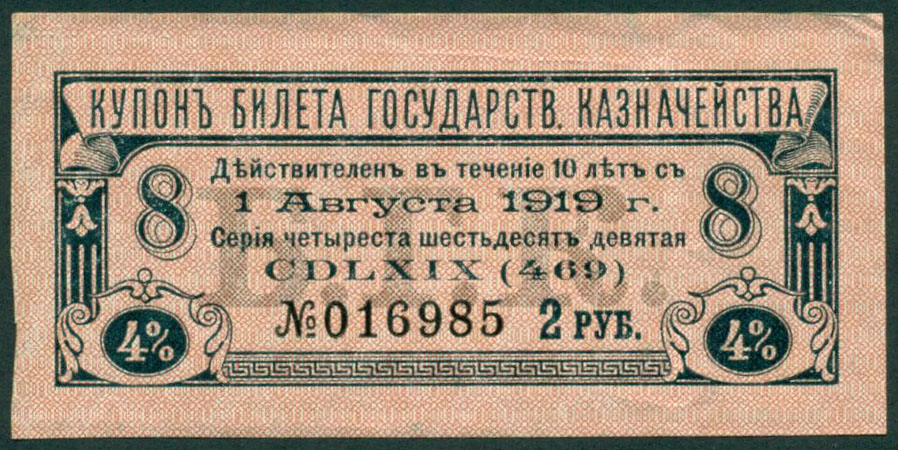 КУПОНЪ БИЛЕТА ГОСУДАРСТВ. КАЗНАЧЕЙСТВА
8 8
Дѣйствителенъ въ теченіе 10 лѣтъ съ
1 Августа 1919 г.
Серія четыреста шестьдесятъ девятая
CDLXIX (469)
№016985 2 РУБ.
4% 4%